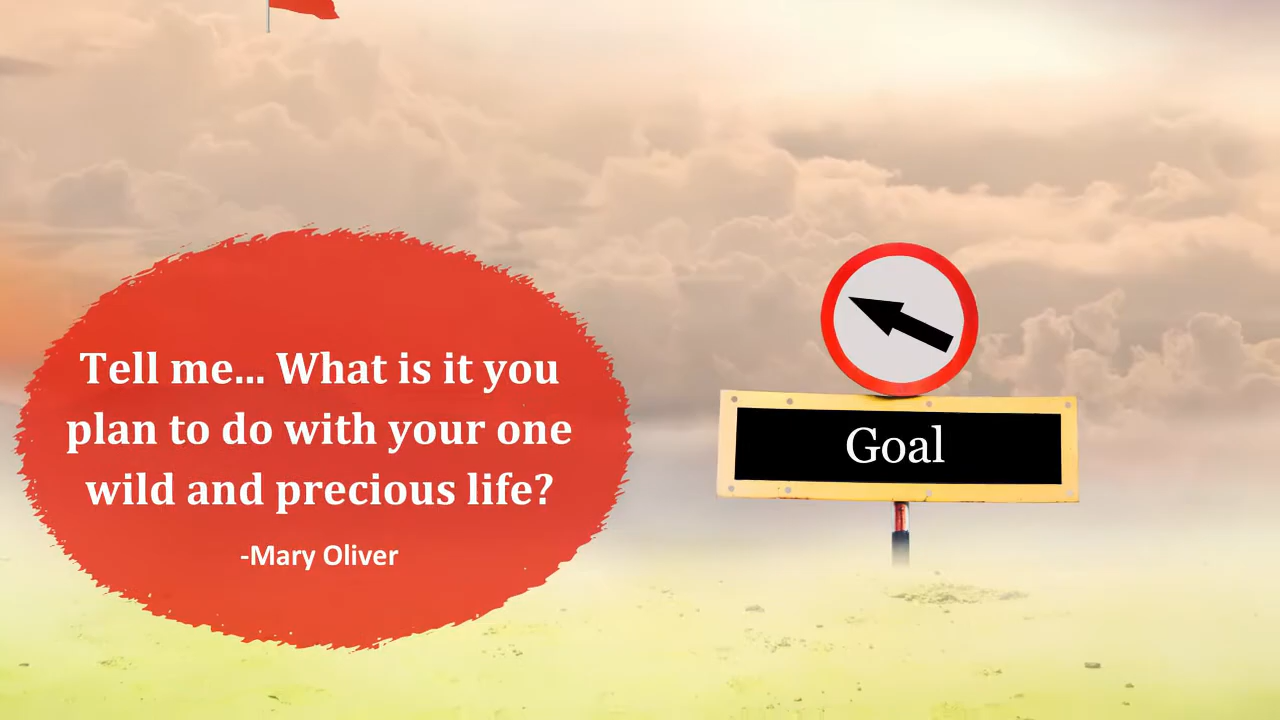 Tell me... What is it you
plan to do with your one
wild and precious life?
-Mary Oliver
Goal